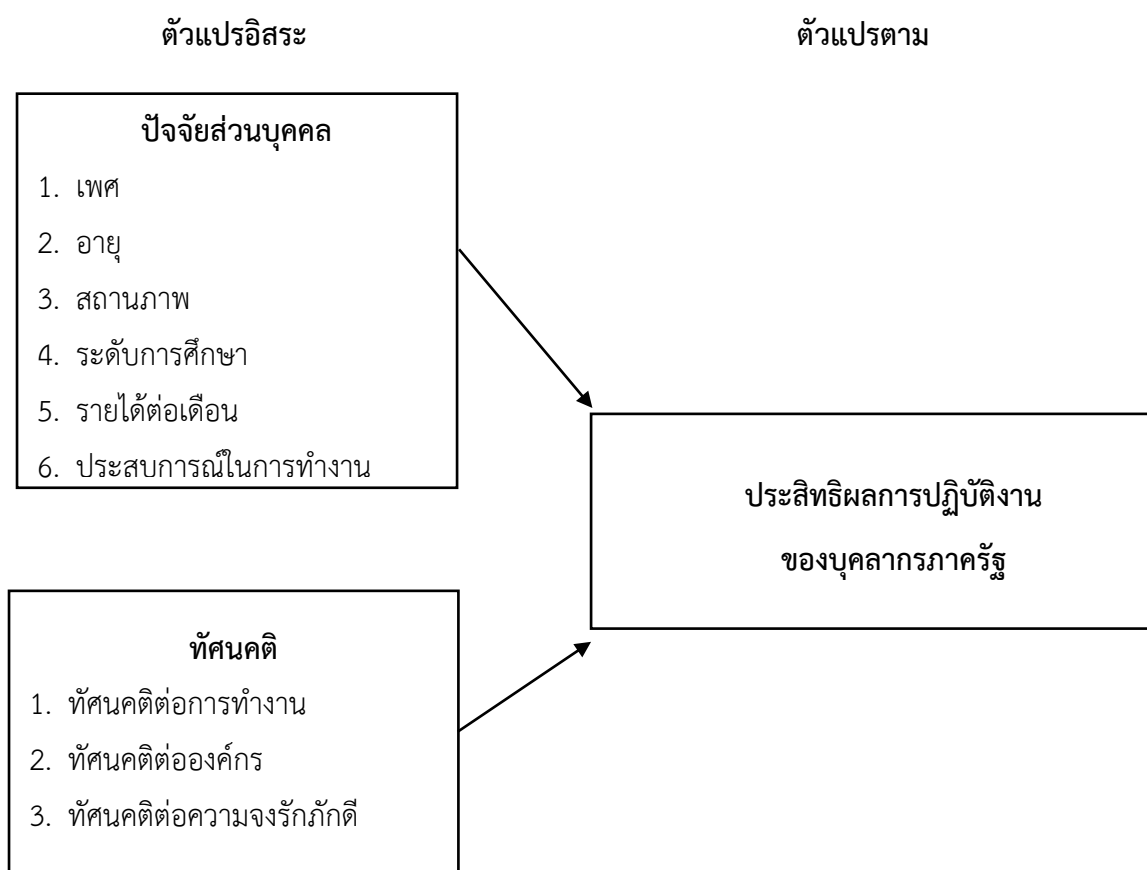 ตัวแปรอิสระ
ตัวแปรตาม
ปัจจัยส่วนบุคคล
1. เพศ
2. อายุ
3. สถานภาพ
4. ระดับการศึกษา
5. รายได้ต่อเดือน
6. ประสบการณ์ในการทำงาน
ประสิทธิผลการปฏิบัติงาน
ของบุคลากรภาครัฐ
ทัศนคติ
1. ทัศนคติต่อการทำงาน
2. ทัศนคติต่อองค์กร
3. ทัศนคติต่อความจงรักภักดี